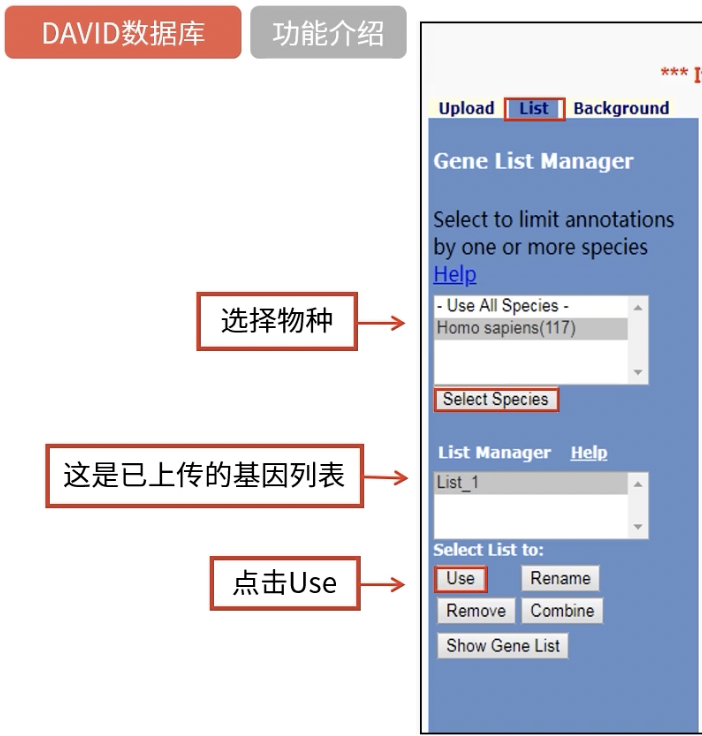 DAVID数据库
功能介绍
***
Upload List Background
Gene List Manager
Select to limit annotations
by one or more species
Help
选择物种
- Use All Species -
Homo sapiens(117)
Select Species
List Manager Help
这是已上传的基因列表
List_1
Select List to:
点击Use
Use Rename
Remove Combine
Show Gene List